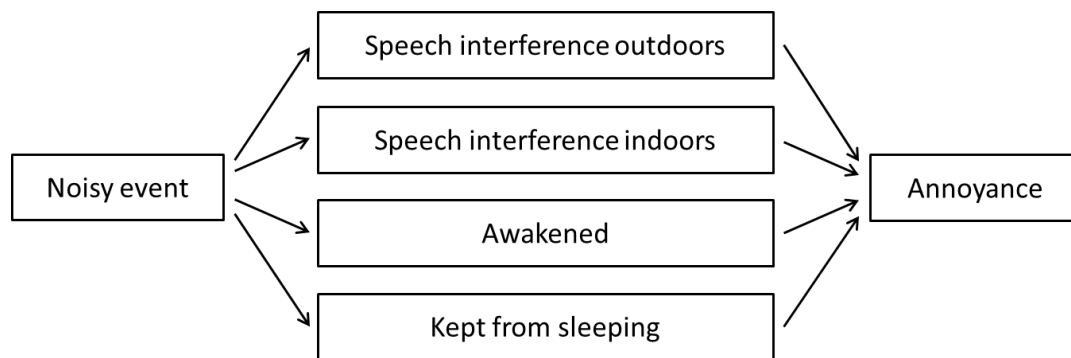 Speech interference outdoors
Speech interference indoors
Noisy event
Annoyance
Awakened
Kept from sleeping